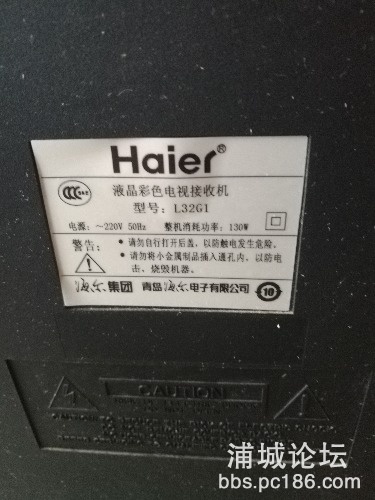 Haier®
CCC
液晶彩色电视接收机
型号：L32G1
电源：～220V 50Hz 整机消耗功率：130W
警告：
• 请勿自行打开后盖，以防触电发生危险。
• 请勿将小金属制品插入通孔内，以防电
击、烧毁机器。
海尔集团 青岛海尔电子有限公司
10
CAUTION
浦城论坛
bbs.pc186.com